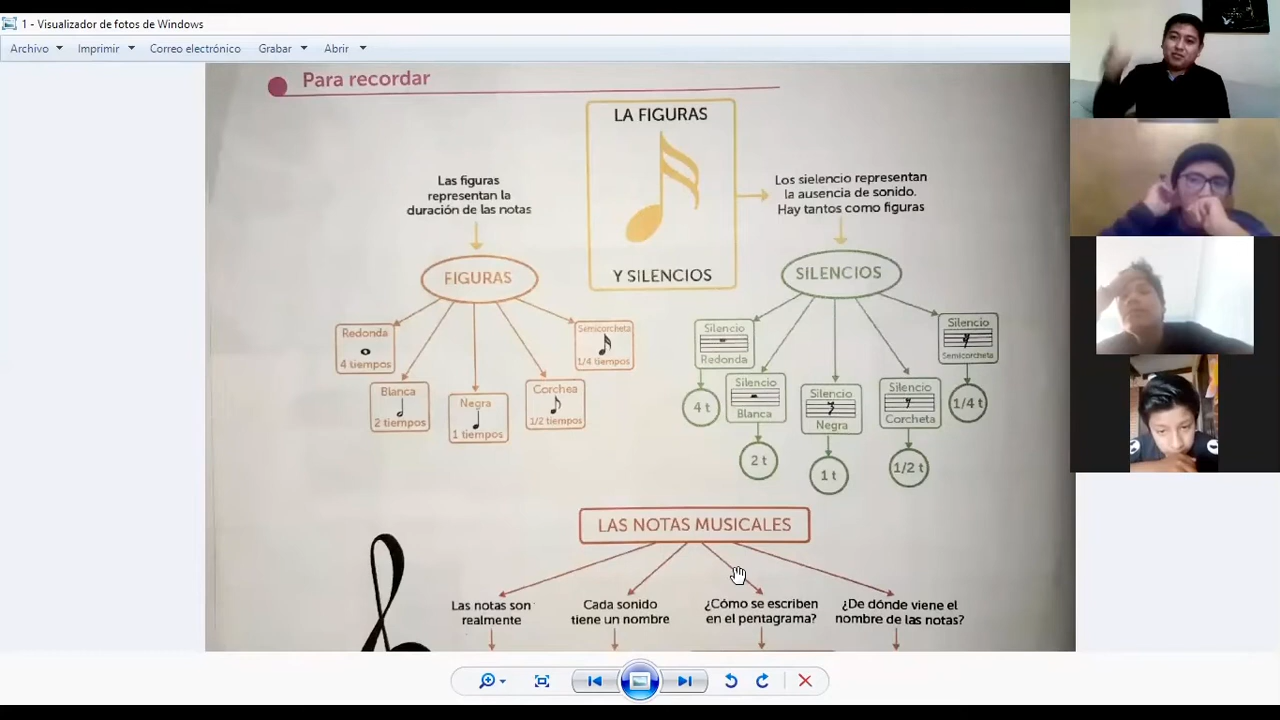 1 - Visualizador de fotos de Windows
Archivo Imprimir Correo electrónico Grabar Abrir
Para recordar
LA FIGURAS
Y SILENCIOS
Las figuras
representan la
duración de las notas
FIGURAS
Redonda
4 tiempos
Blanca
2 tiempos
Negra
1 tiempos
Corchea
1/2 tiempos
Semicorcheta
1/4 tiempos
Los sielencio representan
la ausencia de sonido.
Hay tantos como figuras
SILENCIOS
Silencio
Redonda
4 t
Silencio
Blanca
2 t
Silencio
Negra
1 t
Silencio
Corcheta
1/2 t
Silencio
Semicorcheta
1/4 t
LAS NOTAS MUSICALES
Las notas son
realmente
Cada sonido
tiene un nombre
¿Cómo se escriben
en el pentagrama?
¿De dónde viene el
nombre de las notas?